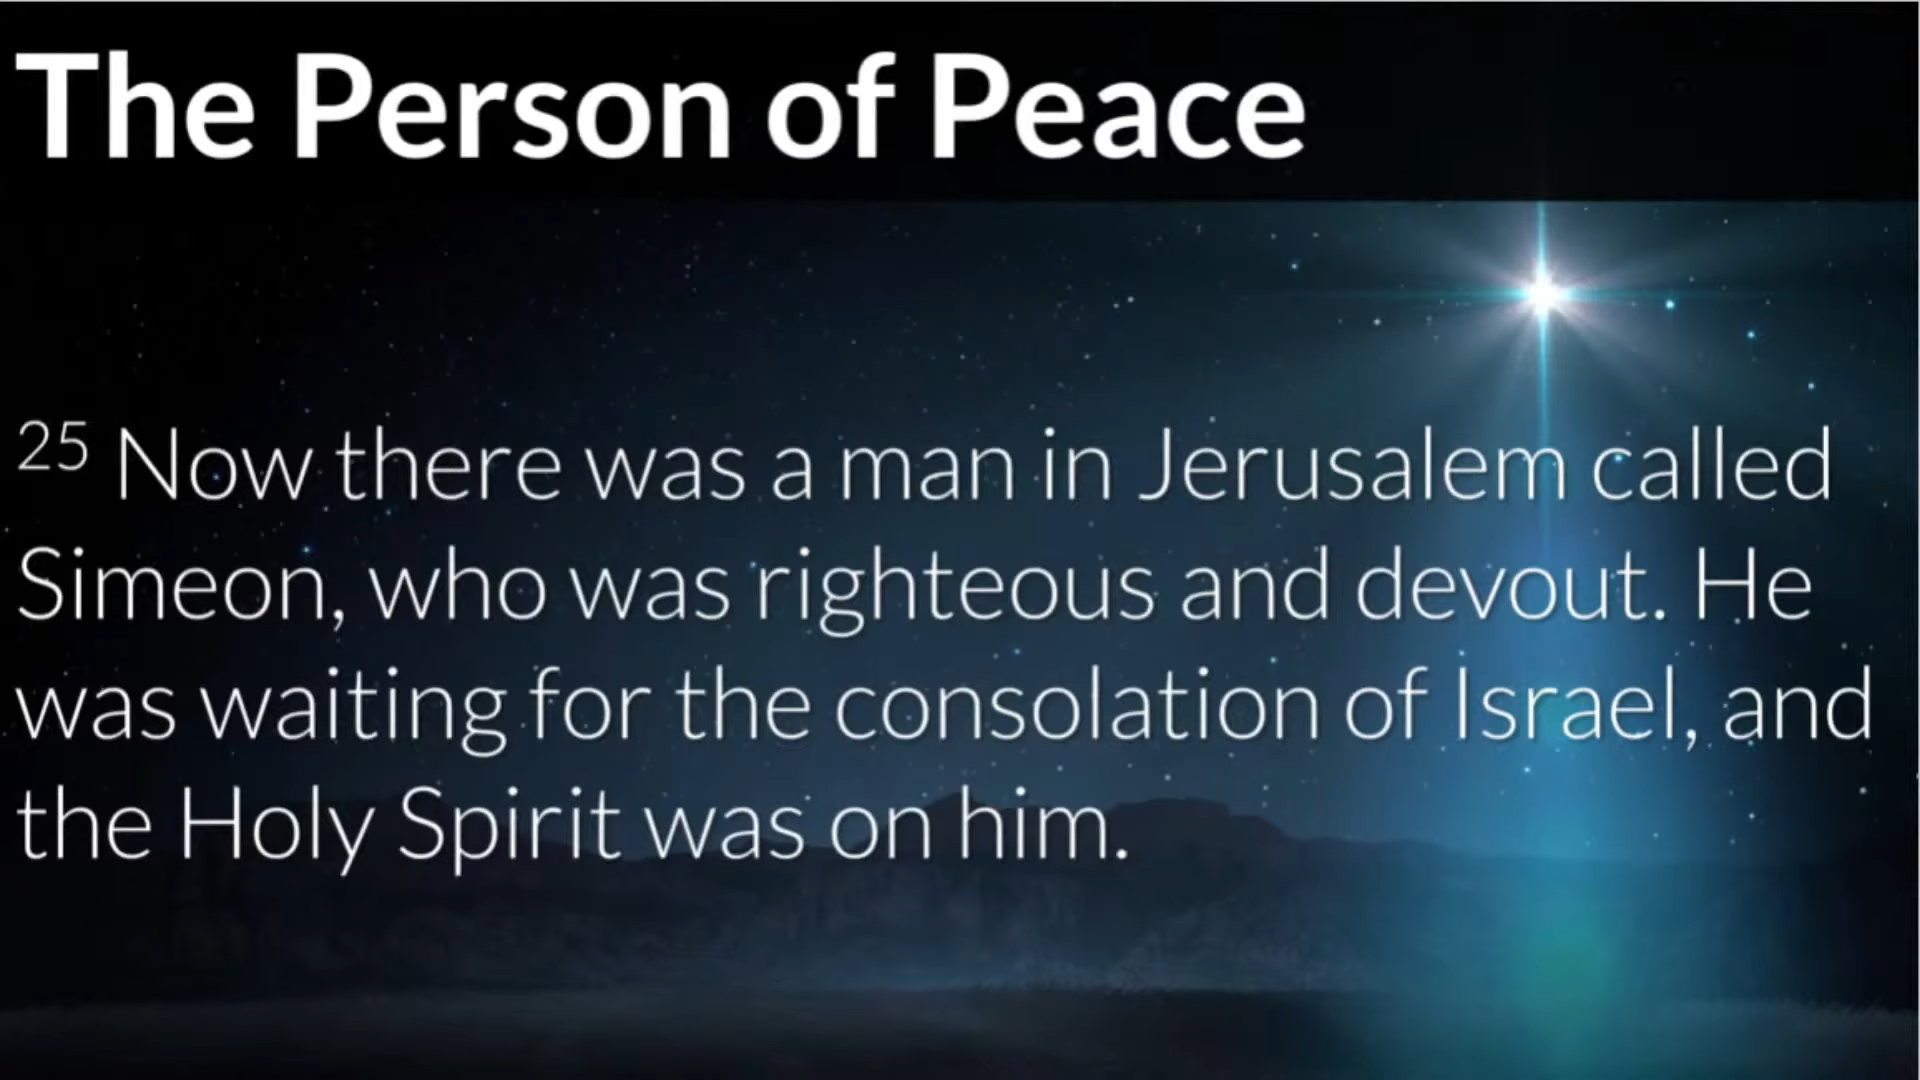 The Person of Peace
25 Now there was a man in Jerusalem called
Simeon, who was righteous and devout. He
was waiting for the consolation of Israel, and
the Holy Spirit was on him.